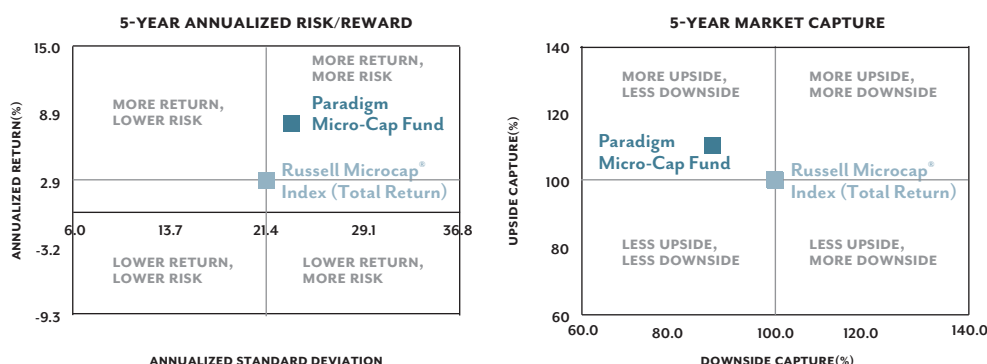 5-YEAR ANNUALIZED RISK/REWARD
15.0
MORE RETURN,
MORE RISK
MORE RETURN,
LOWER RISK
Paradigm
Micro-Cap Fund
8.9
ANNUALIZED RETURN(%)
Russell Microcap®
Index (Total Return)
2.9
6.0
13.7
21.4
29.1
36.8
-3.2
LOWER RETURN,
LOWER RISK
LOWER RETURN,
MORE RISK
-9.3
ANNUALIZED STANDARD DEVIATION
5-YEAR MARKET CAPTURE
140
MORE UPSIDE,
LESS DOWNSIDE
MORE UPSIDE,
MORE DOWNSIDE
120
Paradigm
Micro-Cap Fund
UPSIDE CAPTURE(%)
100
Russell Microcap®
Index (Total Return)
80
LESS UPSIDE,
LESS DOWNSIDE
LESS UPSIDE,
MORE DOWNSIDE
60
60.0
80.0
100.0
120.0
140.0
DOWNSIDE CAPTURE(%)